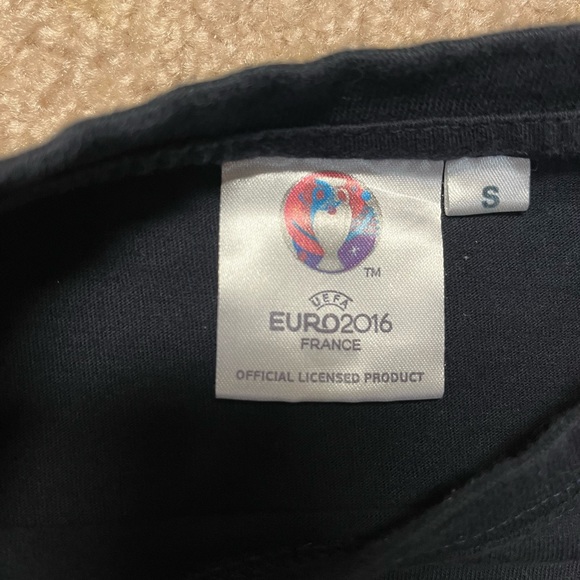 S
TM
UEFA
EURO2016
FRANCE
OFFICIAL LICENSED PRODUCT